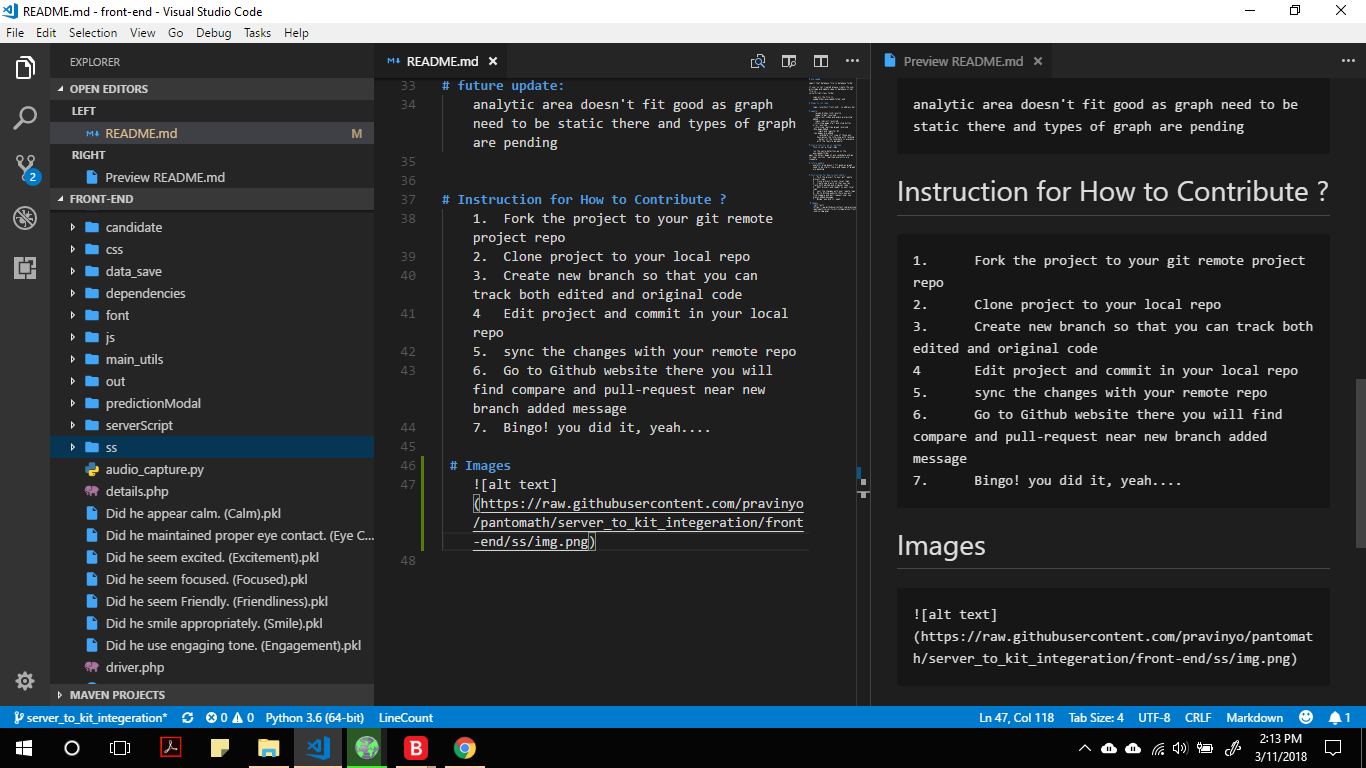 README.md - front-end - Visual Studio Code
File Edit Selection View Go Debug Tasks Help
EXPLORER
OPEN EDITORS
LEFT
README.md M
RIGHT
Preview README.md
FRONT-END
candidate
css
data_save
dependencies
font
js
main_utils
out
predictionModal
serverScript
ss
audio_capture.py
details.php
Did he appear calm. (Calm).pkl
Did he maintained proper eye contact. (Eye C...
Did he seem excited. (Excitement).pkl
Did he seem focused. (Focused).pkl
Did he seem Friendly. (Friendliness).pkl
Did he smile appropriately. (Smile).pkl
Did he use engaging tone. (Engagement).pkl
driver.php
MAVEN PROJECTS
2
README.md
33 # future update:
34 analytic area doesn't fit good as graph
need to be static there and types of graph
are pending
35
36
37 # Instruction for How to Contribute ?
38 1. Fork the project to your git remote
project repo
39 2. Clone project to your local repo
40 3. Create new branch so that you can
track both edited and original code
41 4 Edit project and commit in your local
repo
42 5. sync the changes with your remote repo
43 6. Go to Github website there you will
find compare and pull-request near new
branch added message
44 7. Bingo! you did it, yeah....
45
46 # Images
47 ![alt text]
(https://raw.githubusercontent.com/pravinyo
/pantomath/server_to_kit_integeration/front
-end/ss/img.png)
48
Preview README.md
analytic area doesn't fit good as graph need to be
static there and types of graph are pending
Instruction for How to Contribute ?
1. Fork the project to your git remote project
repo
2. Clone project to your local repo
3. Create new branch so that you can track both
edited and original code
4 Edit project and commit in your local repo
5. sync the changes with your remote repo
6. Go to Github website there you will find
compare and pull-request near new branch added
message
7. Bingo! you did it, yeah....
Images
![alt text]
(https://raw.githubusercontent.com/pravinyo/pantomat
h/server_to_kit_integeration/front-end/ss/img.png)
server_to_kit_integeration* 0 0 Python 3.6 (64-bit) LineCount Ln 47, Col 118 Tab Size: 4 UTF-8 CRLF Markdown 1
B
2:13 PM
3/11/2018